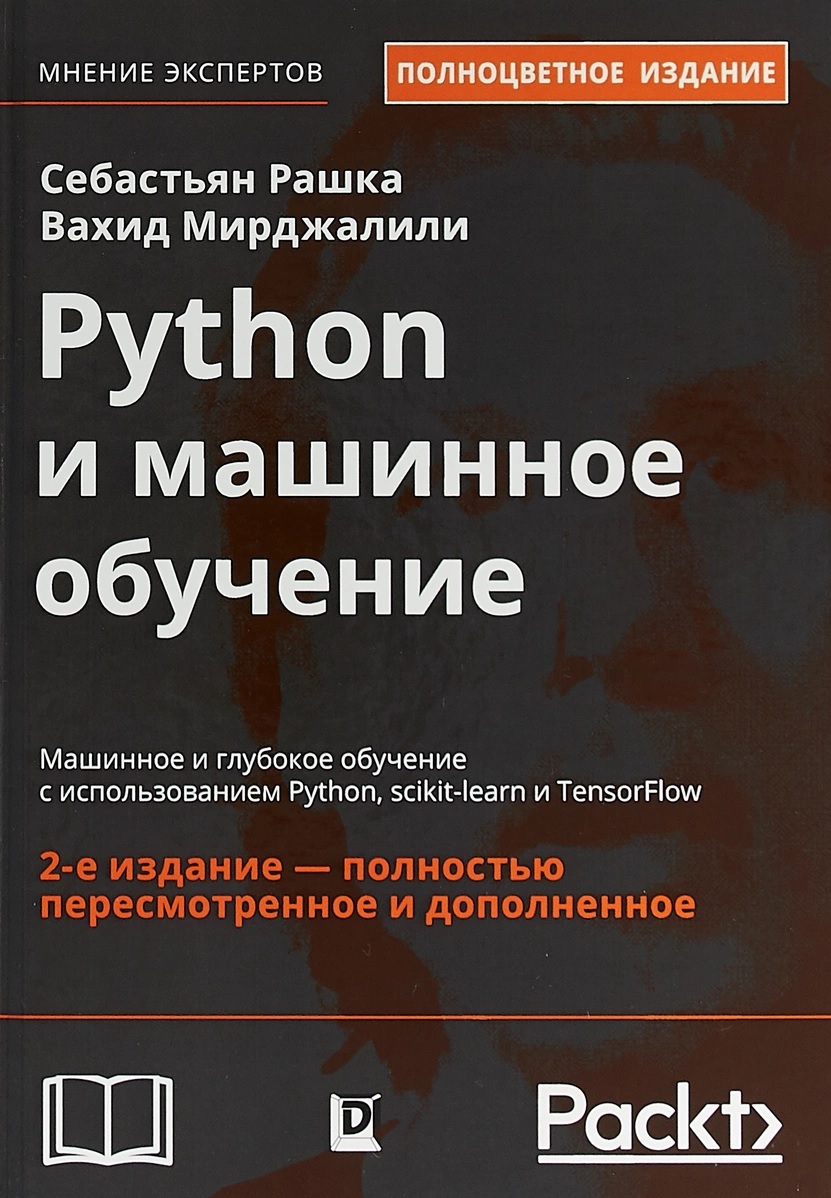 МНЕНИЕ ЭКСПЕРТОВ
ПОЛНОЦВЕТНОЕ ИЗДАНИЕ
Себастьян Рашка
Вахид Мирджалили
Python
и машинное
обучение
Машинное и глубокое обучение
с использованием Python, scikit-learn и TensorFlow
2-е издание — полностью
пересмотренное и дополненное
D
Packt>